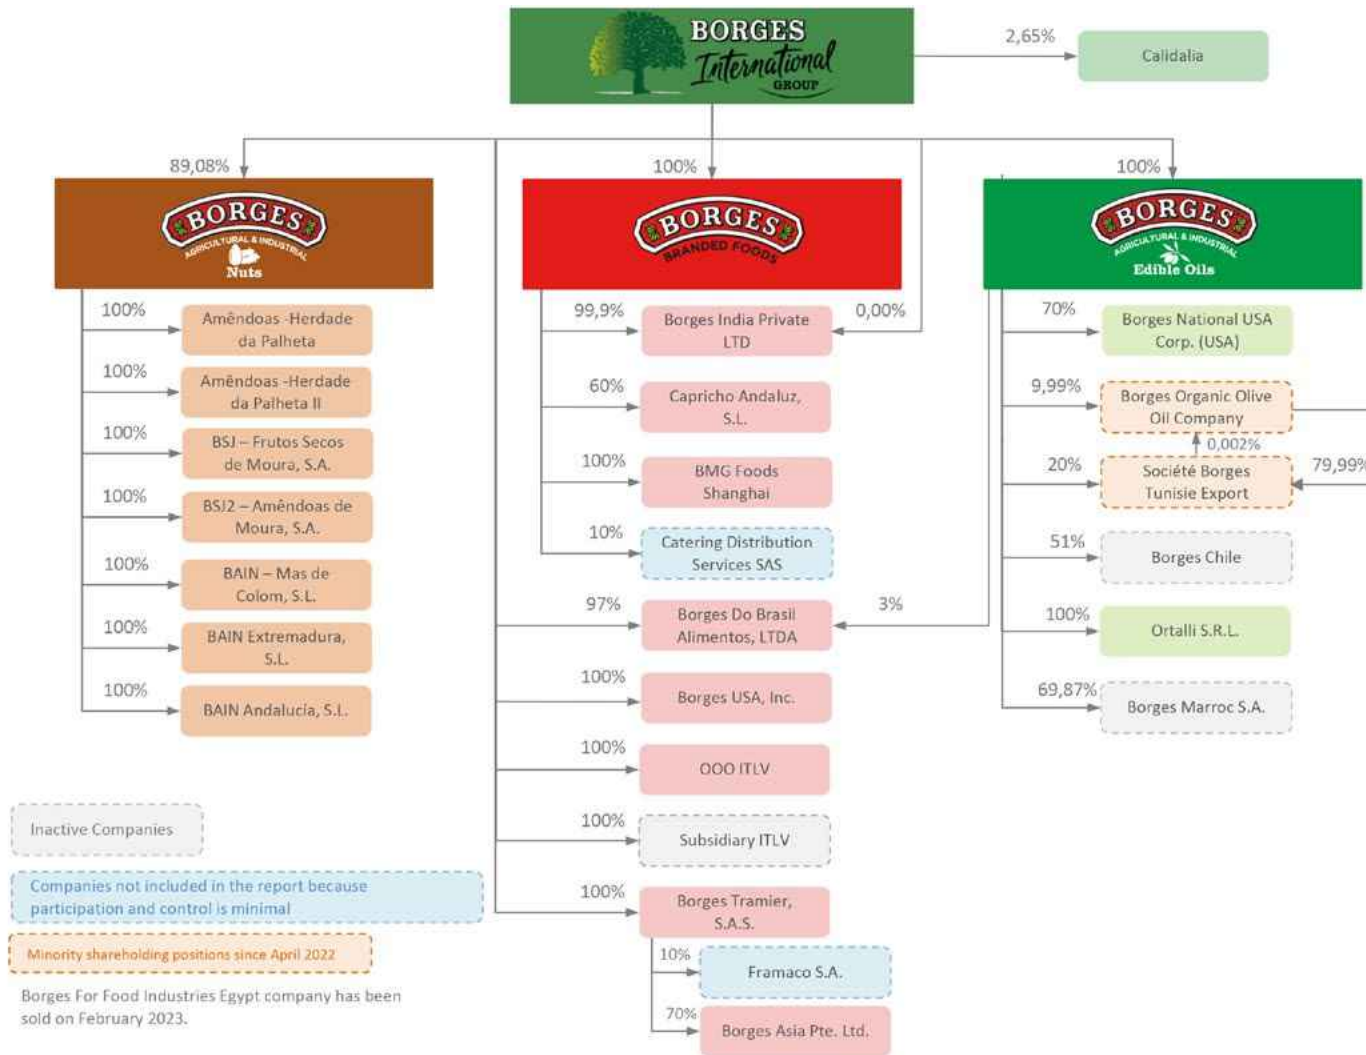 BORGES
International
GROUP
2,65%
Calidalia
89,08%
100%
100%
BORGES
AGRICULTURAL & INDUSTRIAL
Nuts
BORGES
BRANDED FOODS
BORGES
AGRICULTURAL & INDUSTRIAL
Edible Oils
100%
Amêndoas -Herdade
da Palheta
100%
Amêndoas -Herdade
da Palheta II
100%
BSJ – Frutos Secos
de Moura, S.A.
100%
BSJ2 – Amêndoas de
Moura, S.A.
100%
BAIN – Mas de
Colom, S.L.
100%
BAIN Extremadura,
S.L.
100%
BAIN Andalucía, S.L.
99,9%
Borges India Private
LTD
0,00%
60%
Capricho Andaluz,
S.L.
100%
BMG Foods
Shanghai
10%
Catering Distribution
Services SAS
97%
Borges Do Brasil
Alimentos, LTDA
3%
100%
Borges USA, Inc.
100%
OOO ITLV
100%
Subsidiary ITLV
100%
Borges Tramier,
S.A.S.
10%
Framaco S.A.
70%
Borges Asia Pte. Ltd.
70%
Borges National USA
Corp. (USA)
9,99%
Borges Organic Olive
Oil Company
0,002%
20%
Société Borges
Tunisie Export
79,99%
51%
Borges Chile
100%
Ortalli S.R.L.
69,87%
Borges Marroc S.A.
Inactive Companies
Companies not included in the report because
participation and control is minimal
Minority shareholding positions since April 2022
Borges For Food Industries Egypt company has been
sold on February 2023.